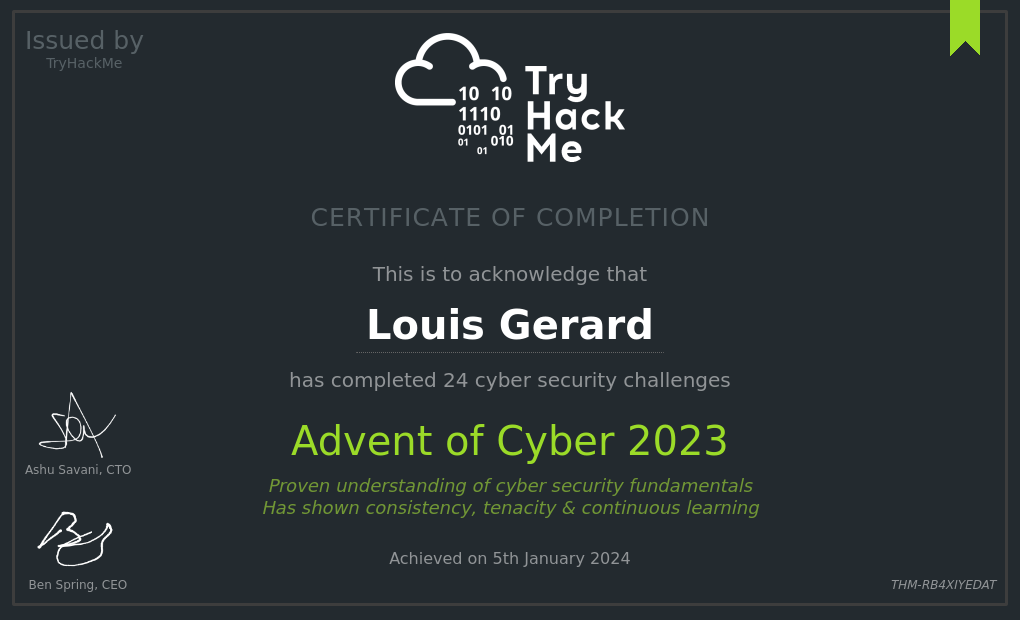 Issued by
TryHackMe
10 10
1110
0101 01
01 010
01
Try
Hack
Me
CERTIFICATE OF COMPLETION
This is to acknowledge that
Louis Gerard
has completed 24 cyber security challenges
Advent of Cyber 2023
Proven understanding of cyber security fundamentals
Has shown consistency, tenacity & continuous learning
Achieved on 5th January 2024
Ashu Savani, CTO
Ben Spring, CEO
THM-RB4XIYEDAT